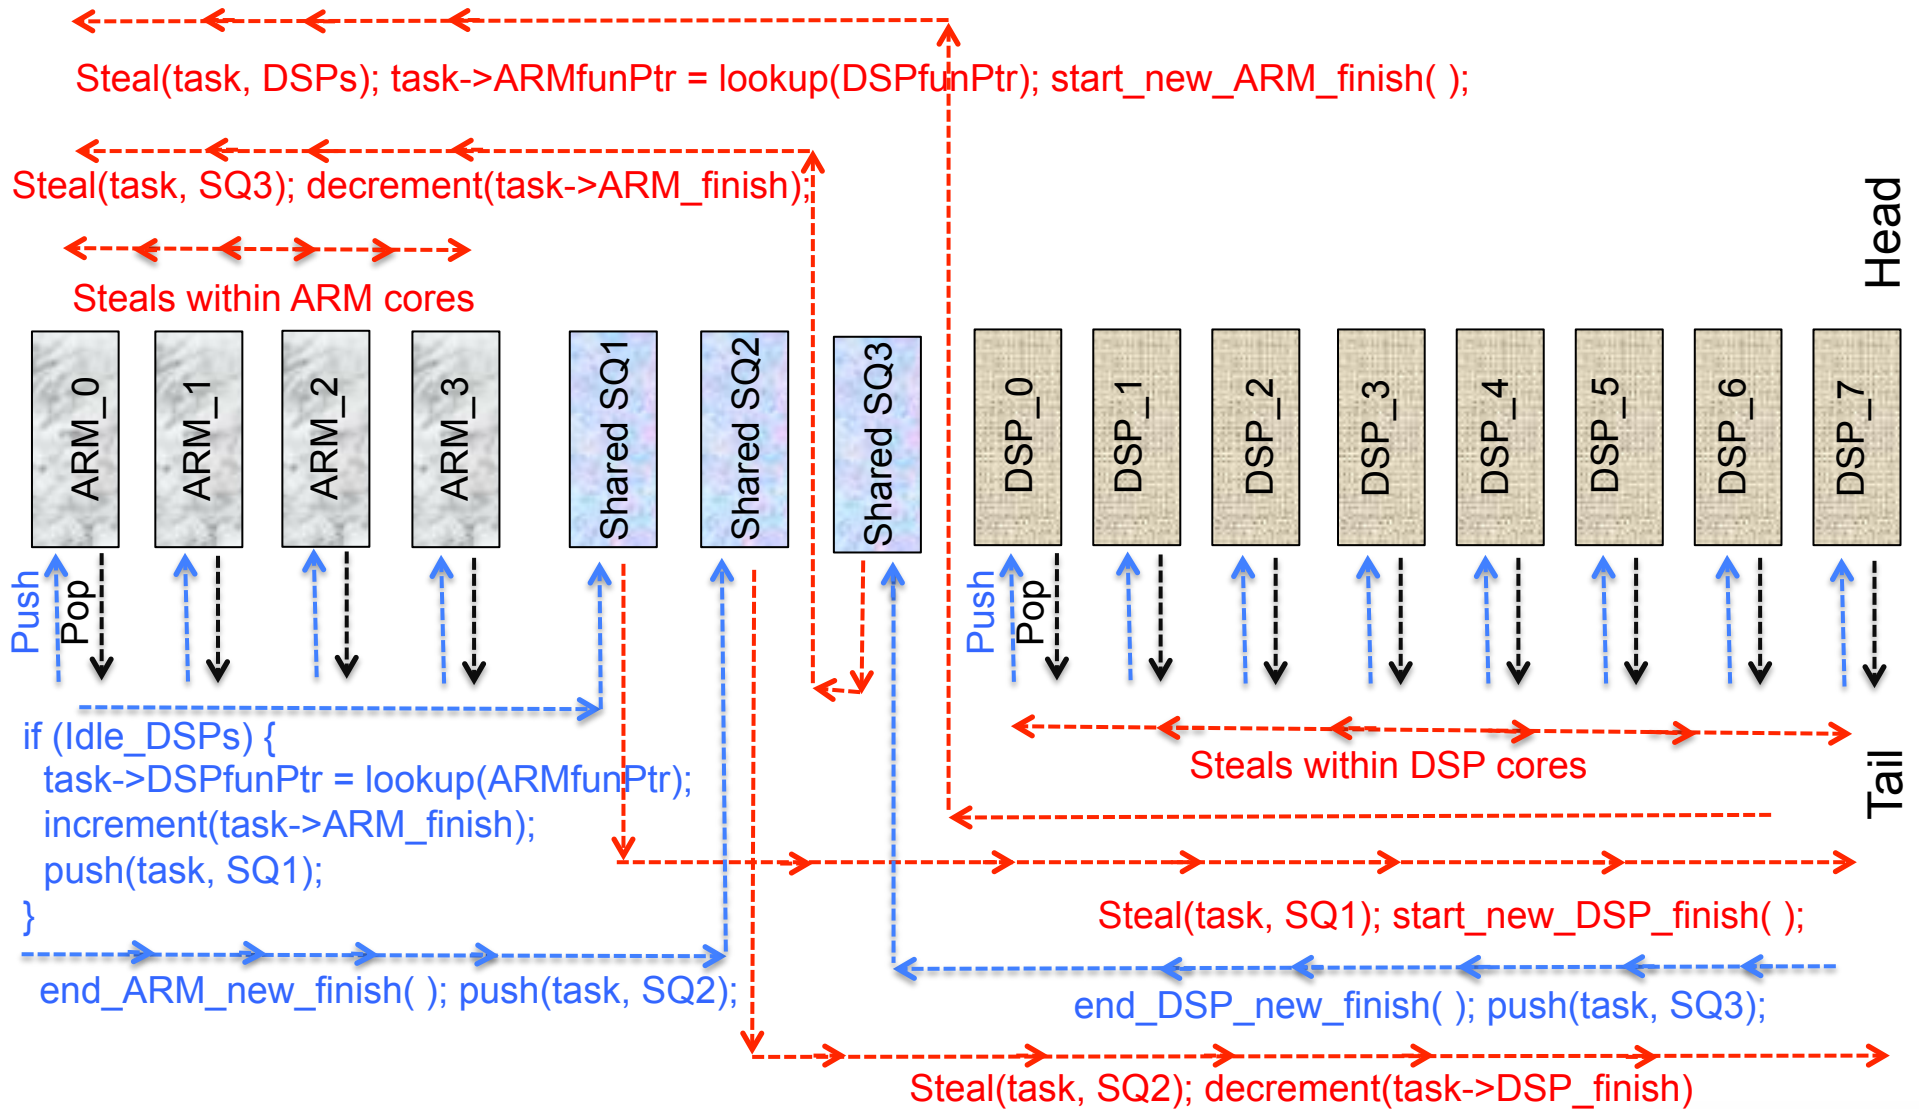 Steal(task, DSPs); task->ARMfunPtr = lookup(DSPfunPtr); start_new_ARM_finish( );
Steal(task, SQ3); decrement(task->ARM_finish);
Head
Steals within ARM cores
ARM_0
ARM_1
ARM_2
ARM_3
Shared SQ1
Shared SQ2
Shared SQ3
DSP_0
DSP_1
DSP_2
DSP_3
DSP_4
DSP_5
DSP_6
DSP_7
Push
Pop
Push
Pop
if (Idle_DSPs) {
task->DSPfunPtr = lookup(ARMfunPtr);
increment(task->ARM_finish);
push(task, SQ1);
}
Steals within DSP cores
Tail
Steal(task, SQ1); start_new_DSP_finish( );
end_ARM_new_finish( ); push(task, SQ2);
end_DSP_new_finish( ); push(task, SQ3);
Steal(task, SQ2); decrement(task->DSP_finish)